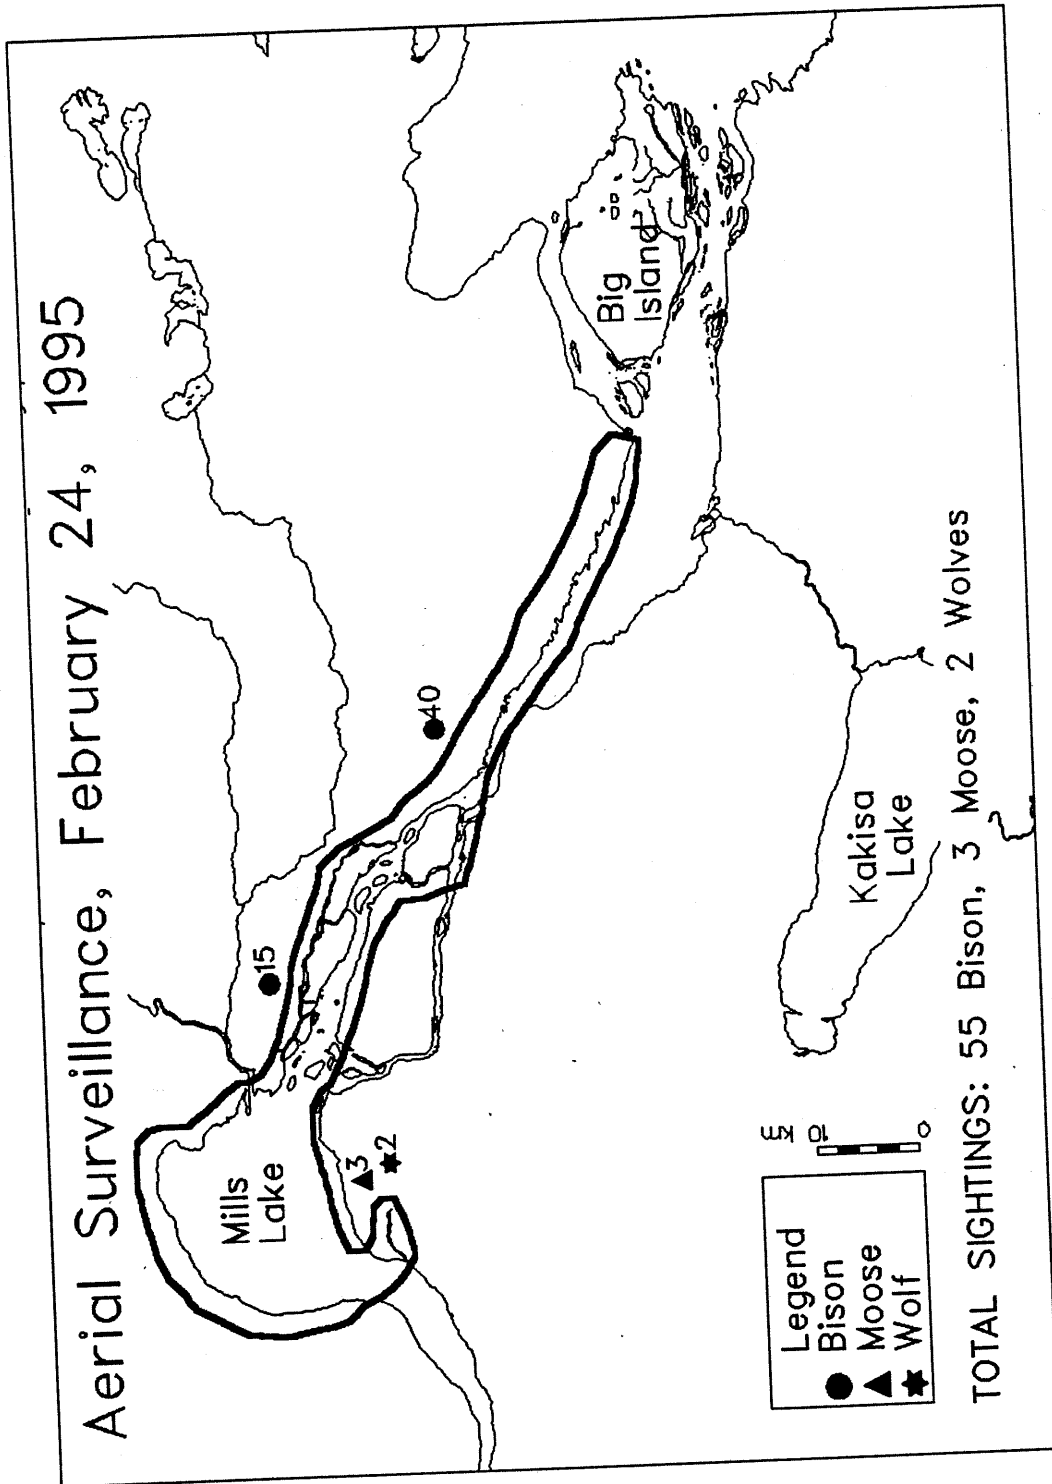 Aerial Surveillance, February 24, 1995
15
40
Mills
Lake
3
2
Big
Island
Kakisa
Lake
Legend
Bison
Moose
Wolf
0
10 km
TOTAL SIGHTINGS: 55 Bison, 3 Moose, 2 Wolves